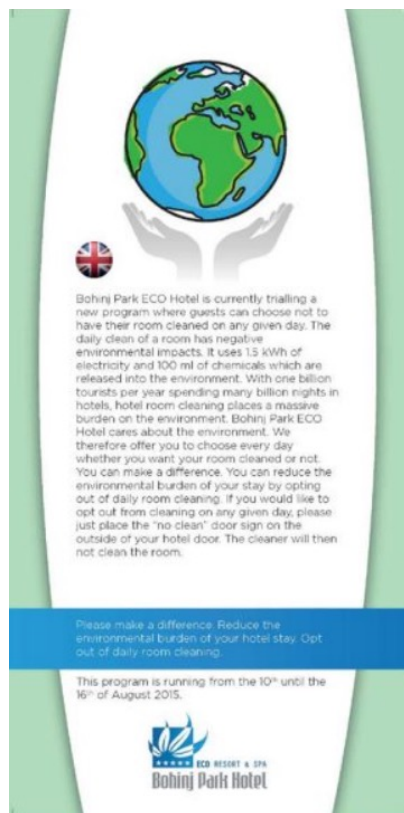 Bohinj Park ECO Hotel is currently trialling a
new program where guests can choose not to
have their room cleaned on any given day. The
daily clean of a room has negative
environmental impacts. It uses 1.5 kWh of
electricity and 100 ml of chemicals which are
released into the environment. With one billion
tourists per year spending many billion nights in
hotels, hotel room cleaning places a massive
burden on the environment. Bohinj Park ECO
Hotel cares about the environment. We
therefore offer you to choose every day
whether you want your room cleaned or not.
You can make a difference. You can reduce the
environmental burden of your stay by opting
out of daily room cleaning. If you would like to
opt out from cleaning on any given day, please
just place the "no clean" door sign on the
outside of your hotel door. The cleaner will then
not clean the room.
Please make a difference. Reduce the
environmental burden of your hotel stay. Opt
out of daily room cleaning.
This program is running from the 10th until the
16th of August 2015.
ECO RESORT & SPA
Bohinj Park Hotel